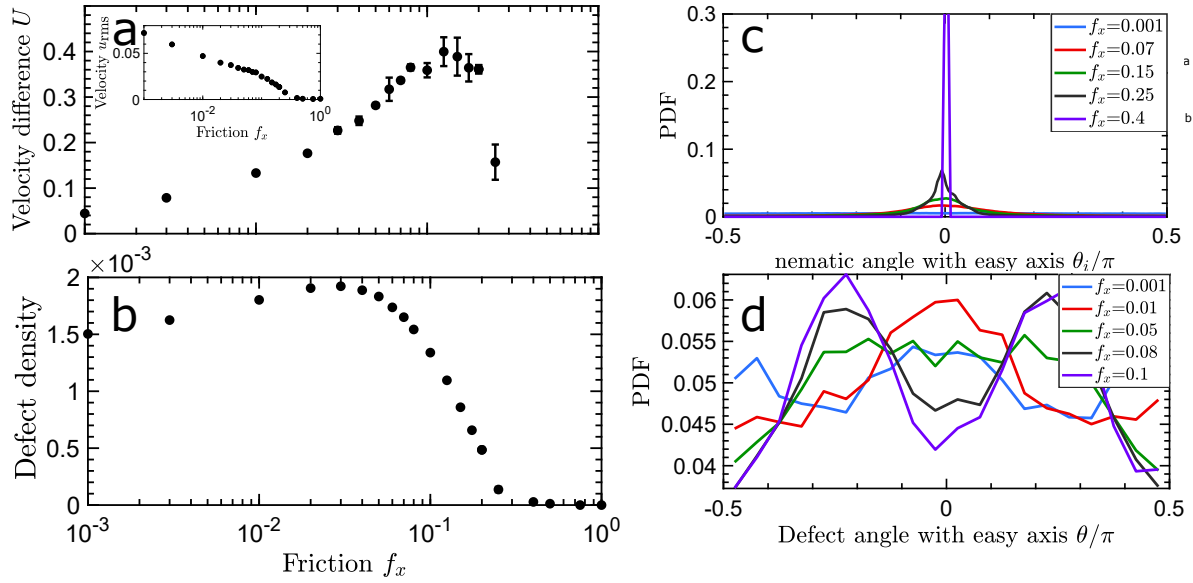 a
Velocity difference U
0.4
0.3
0.2
0.1
0
Velocity u_rms
0.05
0
10^-2
10^0
Friction f_x
b
×10^-3
Defect density
2
1.5
1
0.5
0
10^-3
10^-2
10^-1
10^0
Friction f_x
c
PDF
0.3
0.2
0.1
0
-0.5
0
0.5
nematic angle with easy axis θ_i/π
f_x=0.001
f_x=0.07
f_x=0.15
f_x=0.25
f_x=0.4
a
b
d
PDF
0.06
0.055
0.05
0.045
0.04
-0.5
0
0.5
Defect angle with easy axis θ/π
f_x=0.001
f_x=0.01
f_x=0.05
f_x=0.08
f_x=0.1